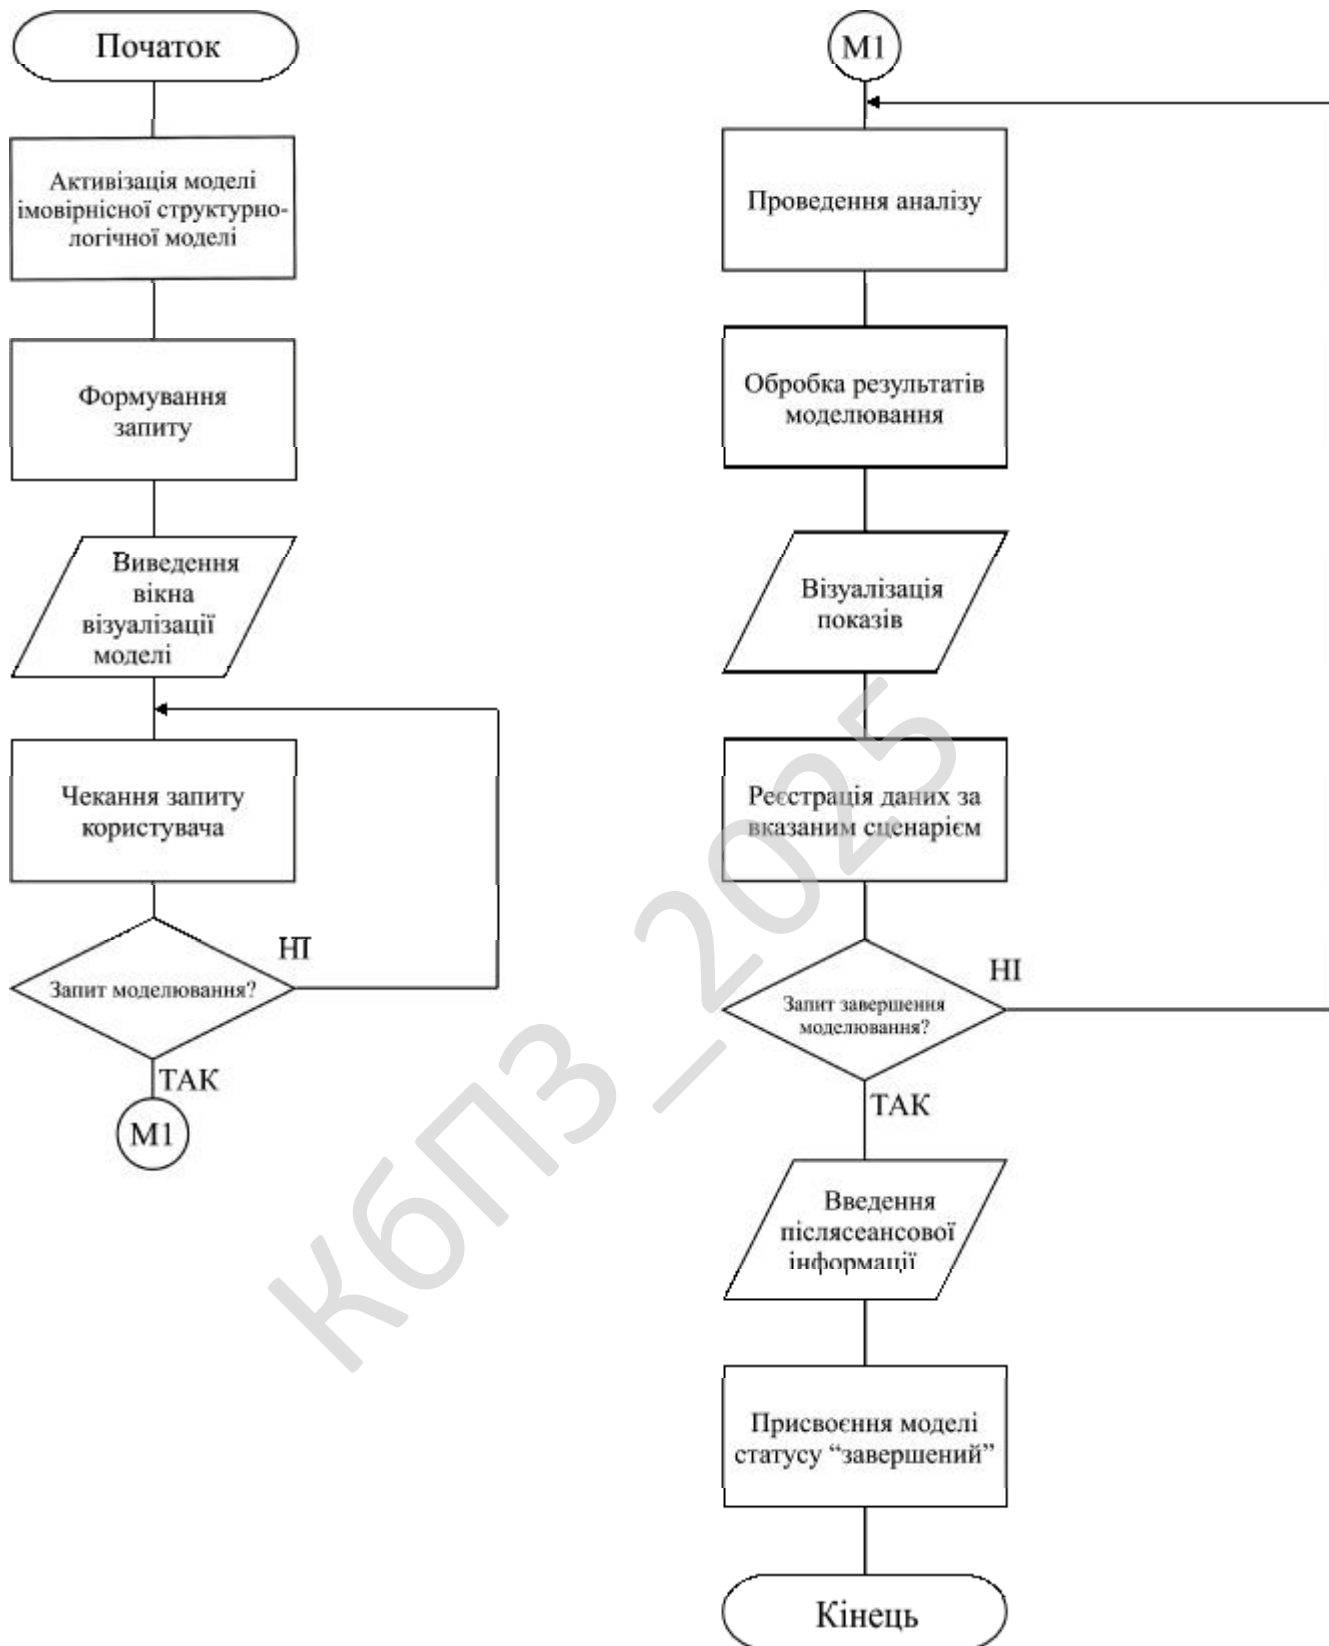 Початок
Активізація моделі
імовірнісної структурно-
логічної моделі
Формування
запиту
Виведення
вікна
візуалізації
моделі
Чекання запиту
користувача
НІ
Запит моделювання?
ТАК
М1
М1
Проведення аналізу
Обробка результатів
моделювання
Візуалізація
показів
Реєстрація даних за
вказаним сценарієм
НІ
Запит завершення
моделювання?
ТАК
Введення
післясеансової
інформації
Присвоєння моделі
статусу “завершений”
Кінець
КбПЗ_2025